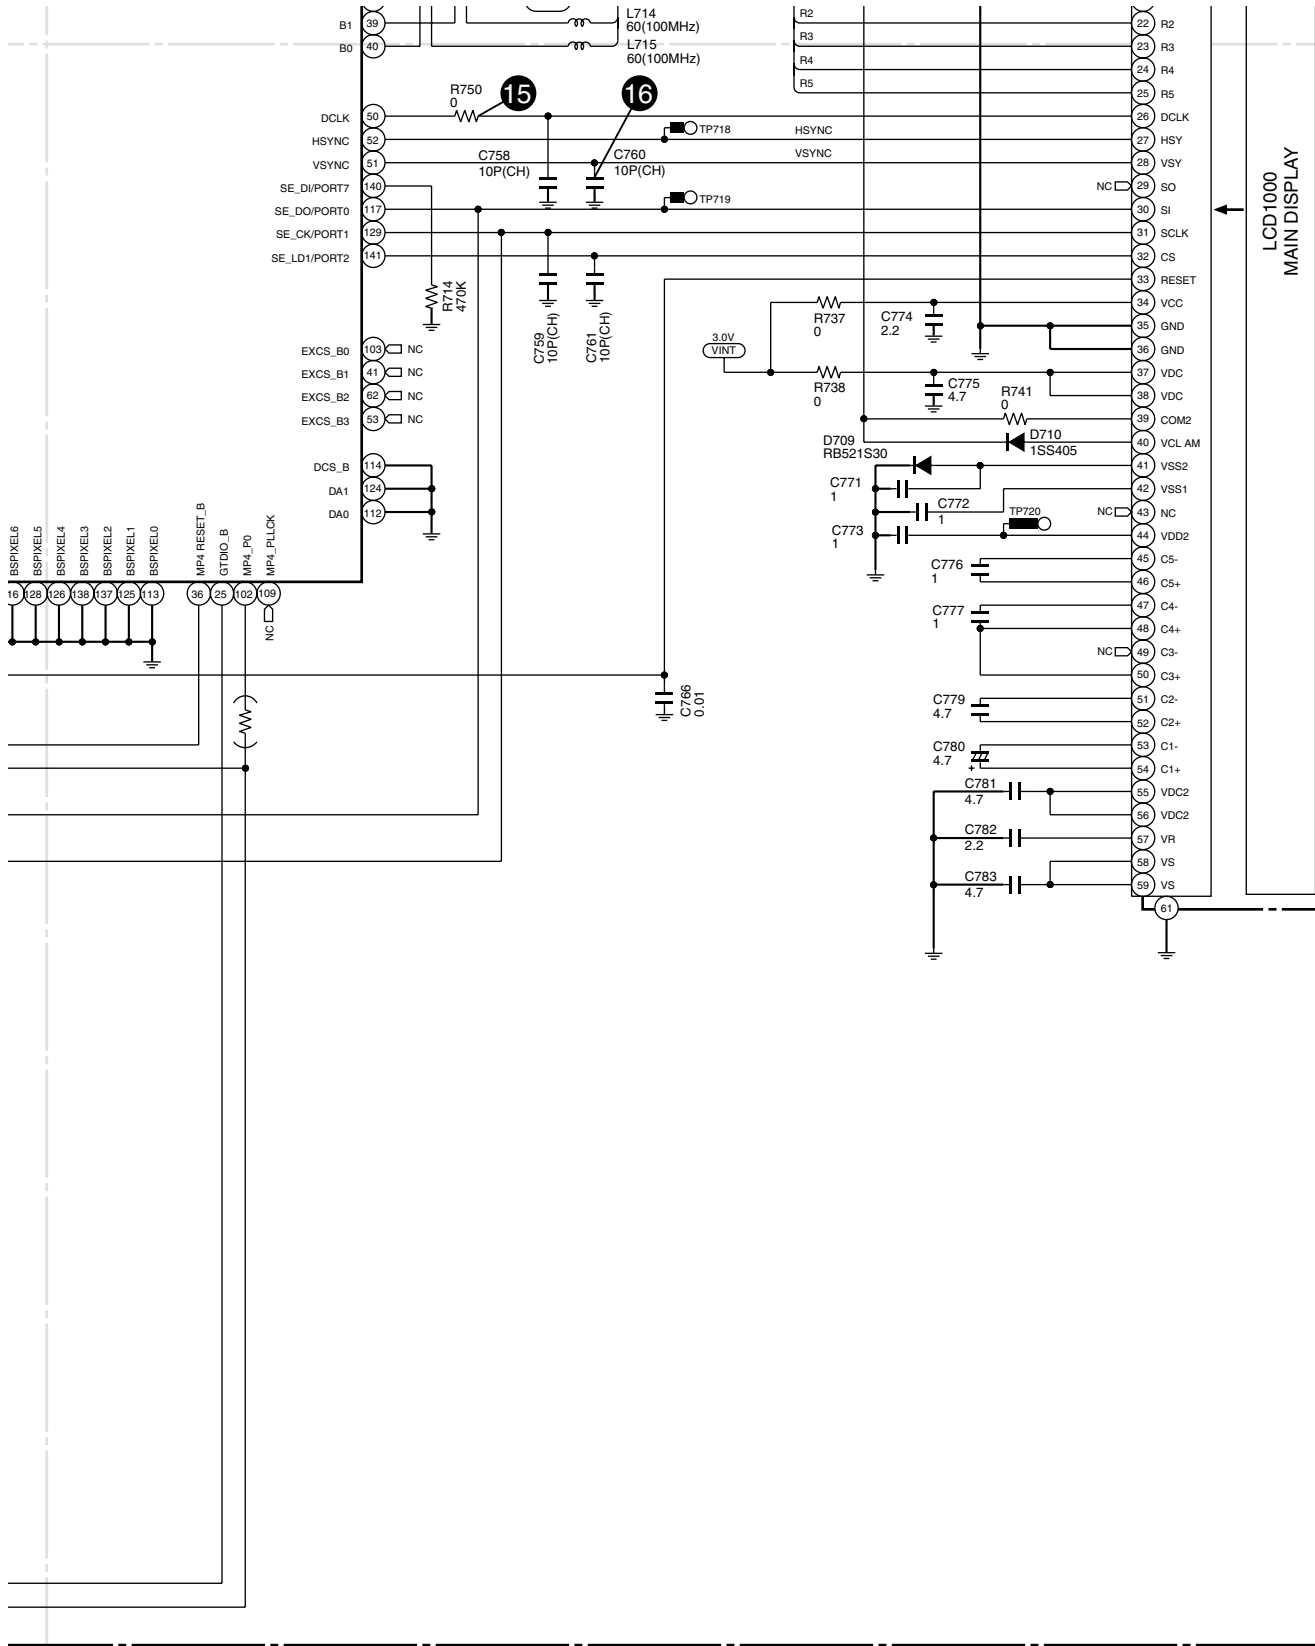 B1 39
B0 40
L714
60(100MHz)
L715
60(100MHz)
R2 22 R2
R3 23 R3
R4 24 R4
R5 25 R5
R750
0
15
16
DCLK 50
26 DCLK
HSYNC 52
TP718
HSYNC
27 HSY
VSYNC 51
C758
10P(CH)
C760
10P(CH)
VSYNC
28 VSY
SE_DI/PORT7 140
NC 29 SO
SE_DO/PORT0 117
TP719
30 SI
SE_CK/PORT1 129
31 SCLK
SE_LD1/PORT2 141
32 CS
33 RESET
LCD1000
MAIN DISPLAY
R714
470K
C759
10P(CH)
C761
10P(CH)
R737
0
C774
2.2
34 VCC
35 GND
36 GND
3.0V
VINT
EXCS_B0 103 NC
EXCS_B1 41 NC
EXCS_B2 62 NC
EXCS_B3 53 NC
R738
0
C775
4.7
37 VDC
38 VDC
R741
0
39 COM2
D709
RB521S30
D710
1SS405
40 VCL AM
DCS_B 114
DA1 124
DA0 112
C771
1
41 VSS2
42 VSS1
C772
1
NC 43 NC
TP720
C773
1
44 VDD2
C776
1
45 C5-
46 C5+
C777
1
47 C4-
48 C4+
NC 49 C3-
50 C3+
BSPIXEL6
BSPIXEL5
BSPIXEL4
BSPIXEL3
BSPIXEL2
BSPIXEL1
BSPIXEL0
MP4 RESET_B
GTDIO_B
MP4_P0
MP4_PLLCK
16 128 126 138 137 125 113 36 25 102 109
NC
C766
0.01
C779
4.7
51 C2-
52 C2+
C780
4.7
+
53 C1-
54 C1+
C781
4.7
55 VDC2
56 VDC2
C782
2.2
57 VR
58 VS
C783
4.7
59 VS
61